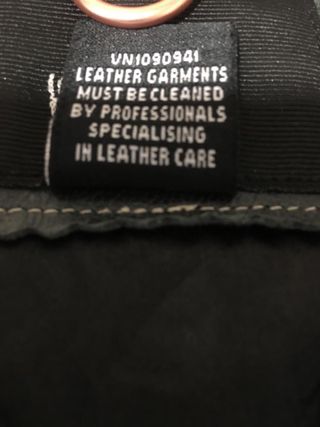 VN1090941
LEATHER GARMENTS
MUST BE CLEANED
BY PROFESSIONALS
SPECIALISING
IN LEATHER CARE